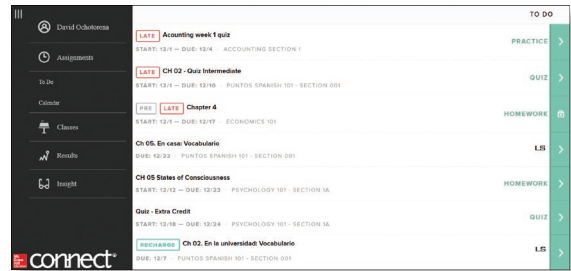 TO DO
David Ochotorena
Assignments
To Do
Calendar
Classes
Results
Insight
connect
LATE Acounting week 1 quiz
START: 12/1 — DUE: 12/4 · ACCOUNTING SECTION 1
PRACTICE
LATE CH 02 - Quiz Intermediate
START: 12/1 — DUE: 12/10 · PUNTOS SPANISH 101 - SECTION 001
QUIZ
PRE LATE Chapter 4
START: 12/1 — DUE: 12/17 · ECONOMICS 101
HOMEWORK
Ch 05. En casa: Vocabulario
DUE: 12/22 · PUNTOS SPANISH 101 - SECTION 001
LS
CH 05 States of Consciousness
START: 12/12 — DUE: 12/23 · PSYCHOLOGY 101 - SECTION 1A
HOMEWORK
Quiz - Extra Credit
START: 12/18 — DUE: 12/24 · PSYCHOLOGY 101 - SECTION 1A
QUIZ
RECHARGE Ch 02. En la universidad: Vocabulario
DUE: 12/7 · PUNTOS SPANISH 101 - SECTION 001
LS